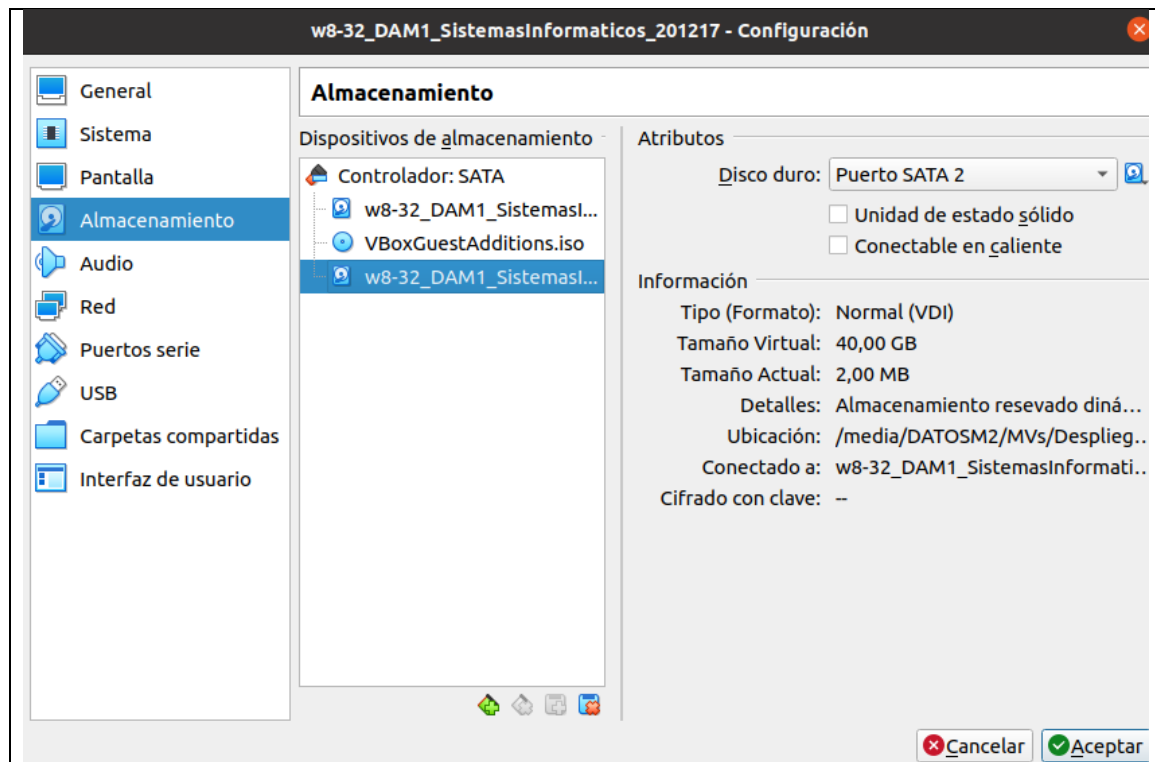 w8-32_DAM1_SistemasInformaticos_201217 - Configuración
General
Sistema
Pantalla
Almacenamiento
Audio
Red
Puertos serie
USB
Carpetas compartidas
Interfaz de usuario
Almacenamiento
Dispositivos de almacenamiento
Controlador: SATA
w8-32_DAM1_SistemasI...
VBoxGuestAdditions.iso
w8-32_DAM1_SistemasI...
Atributos
Disco duro: Puerto SATA 2
Unidad de estado sólido
Conectable en caliente
Información
Tipo (Formato): Normal (VDI)
Tamaño Virtual: 40,00 GB
Tamaño Actual: 2,00 MB
Detalles: Almacenamiento resevado diná...
Ubicación: /media/DATOSM2/MVs/Desplieg...
Conectado a: w8-32_DAM1_SistemasInformati...
Cifrado con clave: --
Cancelar
Aceptar